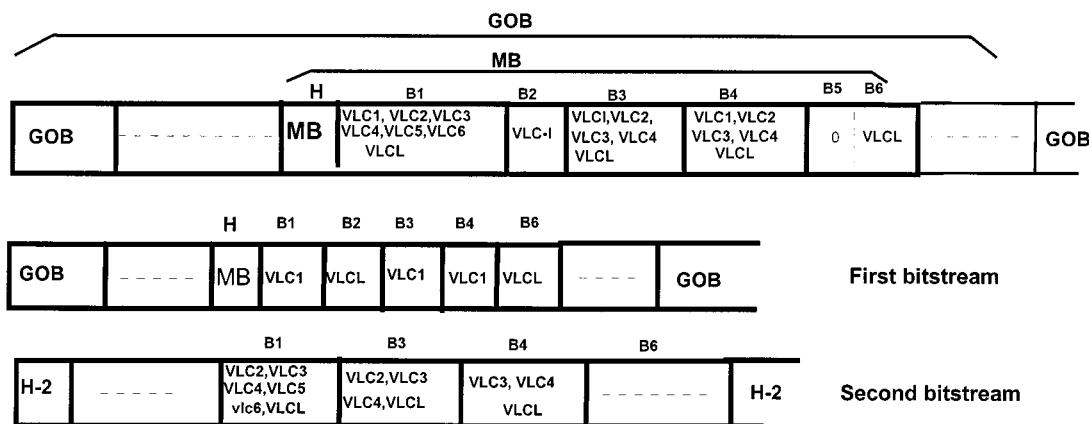 GOB
MB
H B1 B2 B3 B4 B5 B6
GOB
MB
VLC1, VLC2,VLC3
VLC4,VLC5,VLC6
VLCL
VLC-I
VLCI,VLC2,
VLC3, VLC4
VLCL
VLC1,VLC2
VLC3, VLC4
VLCL
0
VLCL
GOB
H B1 B2 B3 B4 B6
GOB
MB
VLC1
VLCL
VLC1
VLC1
VLCL
GOB
First bitstream
B1 B3 B4 B6
H-2
VLC2,VLC3
VLC4,VLC5
vlc6,VLCL
VLC2,VLC3
VLC4,VLCL
VLC3, VLC4
VLCL
H-2
Second bitstream